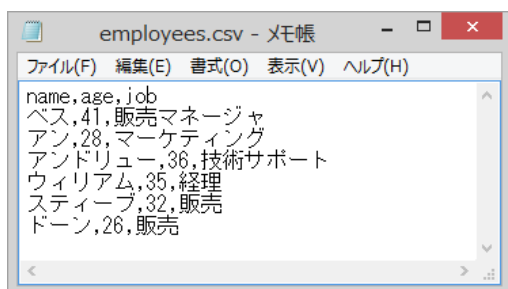 employees.csv - メモ帳
ファイル(F) 編集(E) 書式(O) 表示(V) ヘルプ(H)
name,age,job
ベス,41,販売マネージャ
アン,28,マーケティング
アンドリュー,36,技術サポート
ウィリアム,35,経理
スティーブ,32,販売
ドーン,26,販売